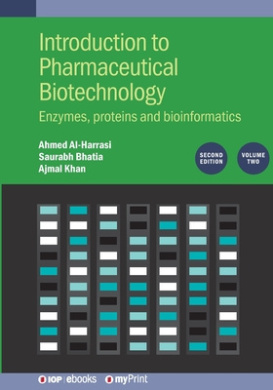 Introduction to
Pharmaceutical
Biotechnology
Enzymes, proteins and bioinformatics
Ahmed Al-Harrasi
Saurabh Bhatia
Ajmal Khan
SECOND
EDITION
VOLUME
TWO
IOP | ebooks
myPrint